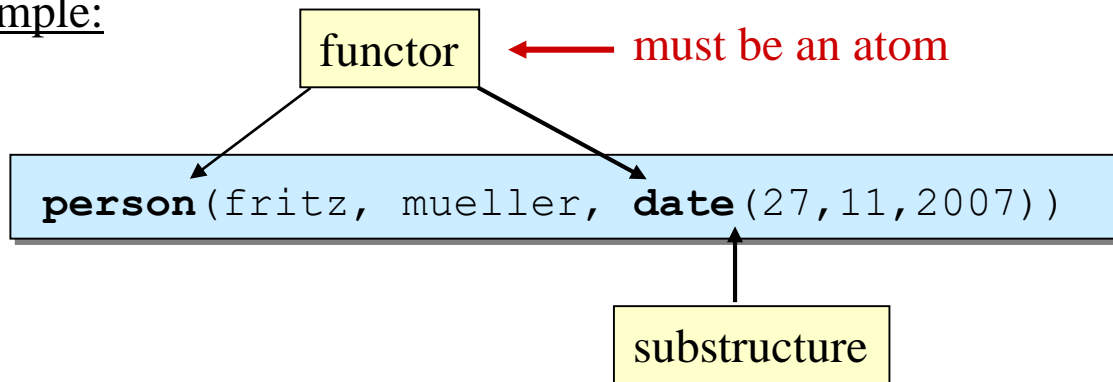 mple:
functor
must be an atom
person(fritz, mueller, date(27,11,2007))
substructure